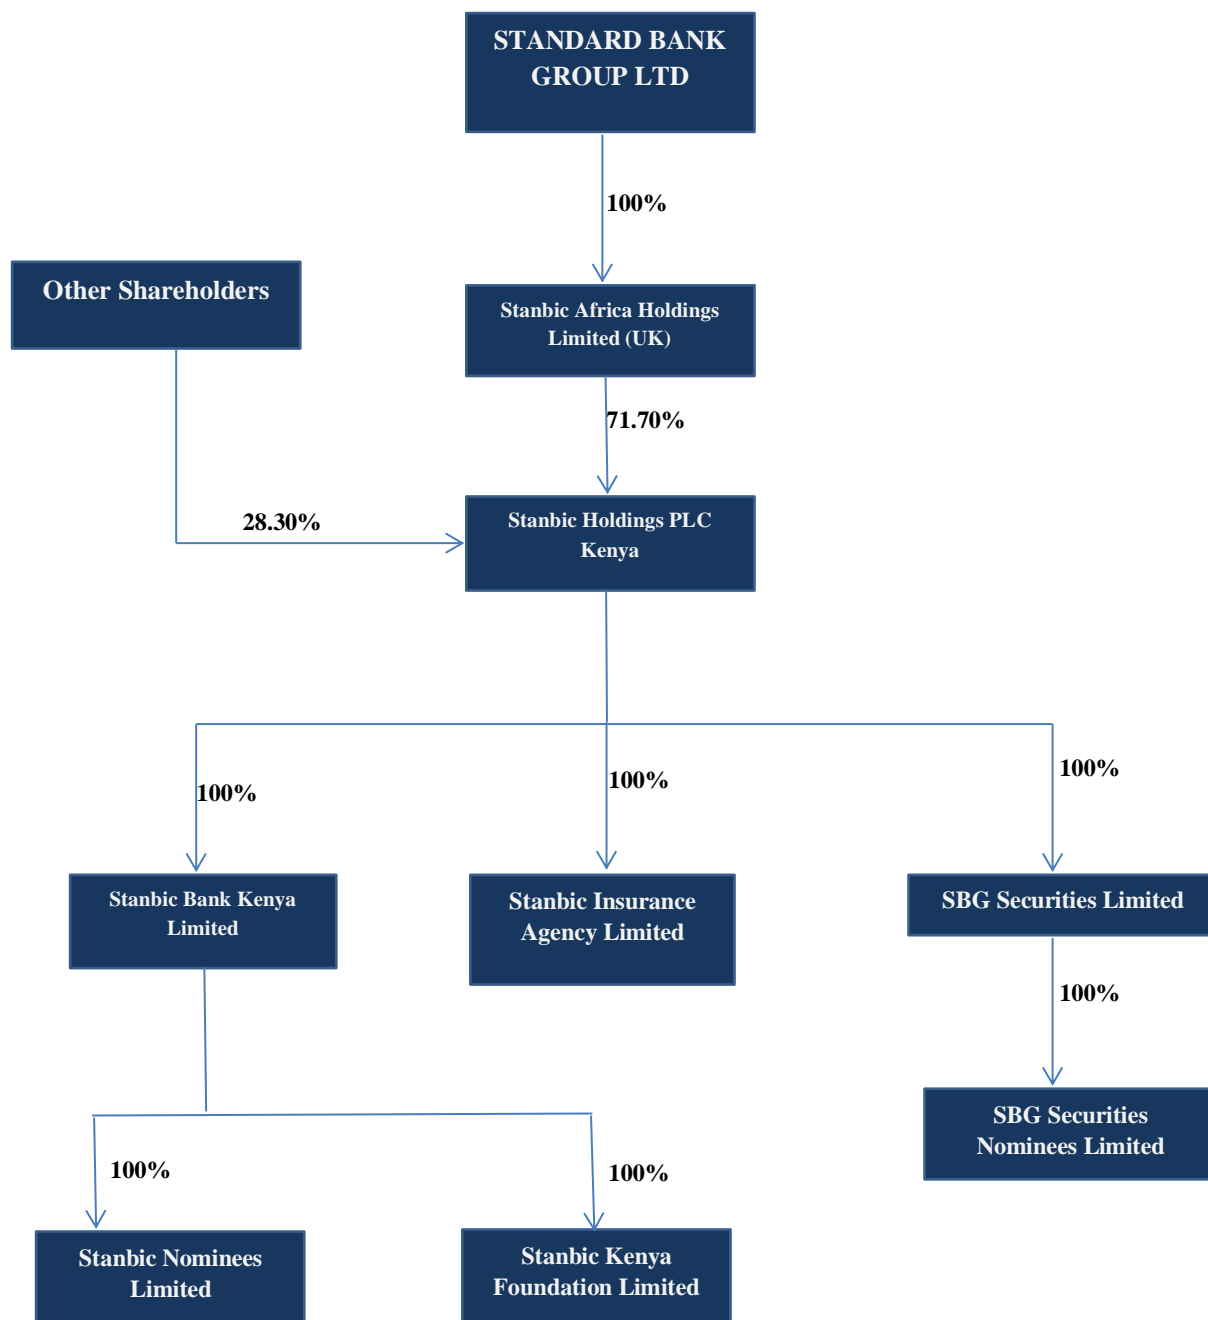 STANDARD BANK
GROUP LTD
100%
Other Shareholders
Stanbic Africa Holdings
Limited (UK)
71.70%
28.30%
Stanbic Holdings PLC
Kenya
100%
100%
100%
Stanbic Bank Kenya
Limited
Stanbic Insurance
Agency Limited
SBG Securities Limited
100%
SBG Securities
Nominees Limited
100%
100%
Stanbic Nominees
Limited
Stanbic Kenya
Foundation Limited